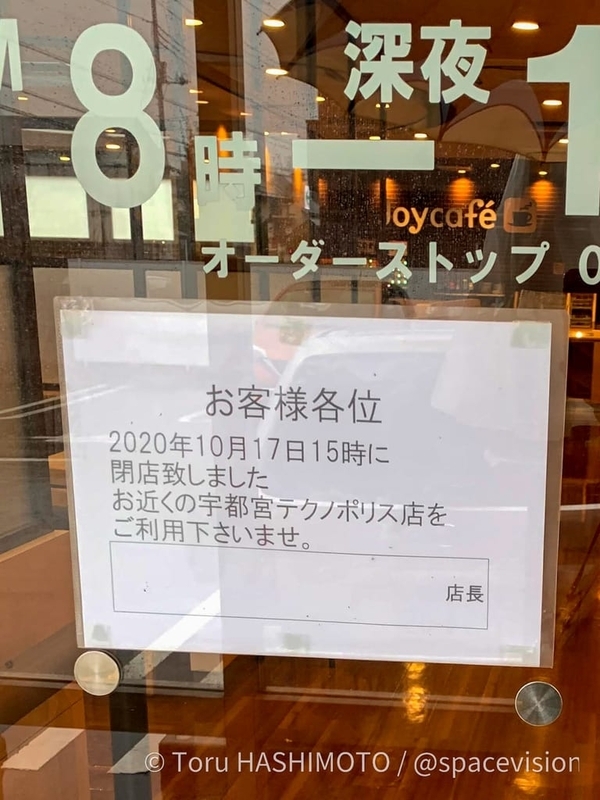 M 8時 ー 深夜 1
Joycafé
オーダーストップ 0
お客様各位
2020年10月17日15時に
閉店致しました
お近くの宇都宮テクノポリス店を
ご利用下さいませ。
店長
© Toru HASHIMOTO / @spacevision